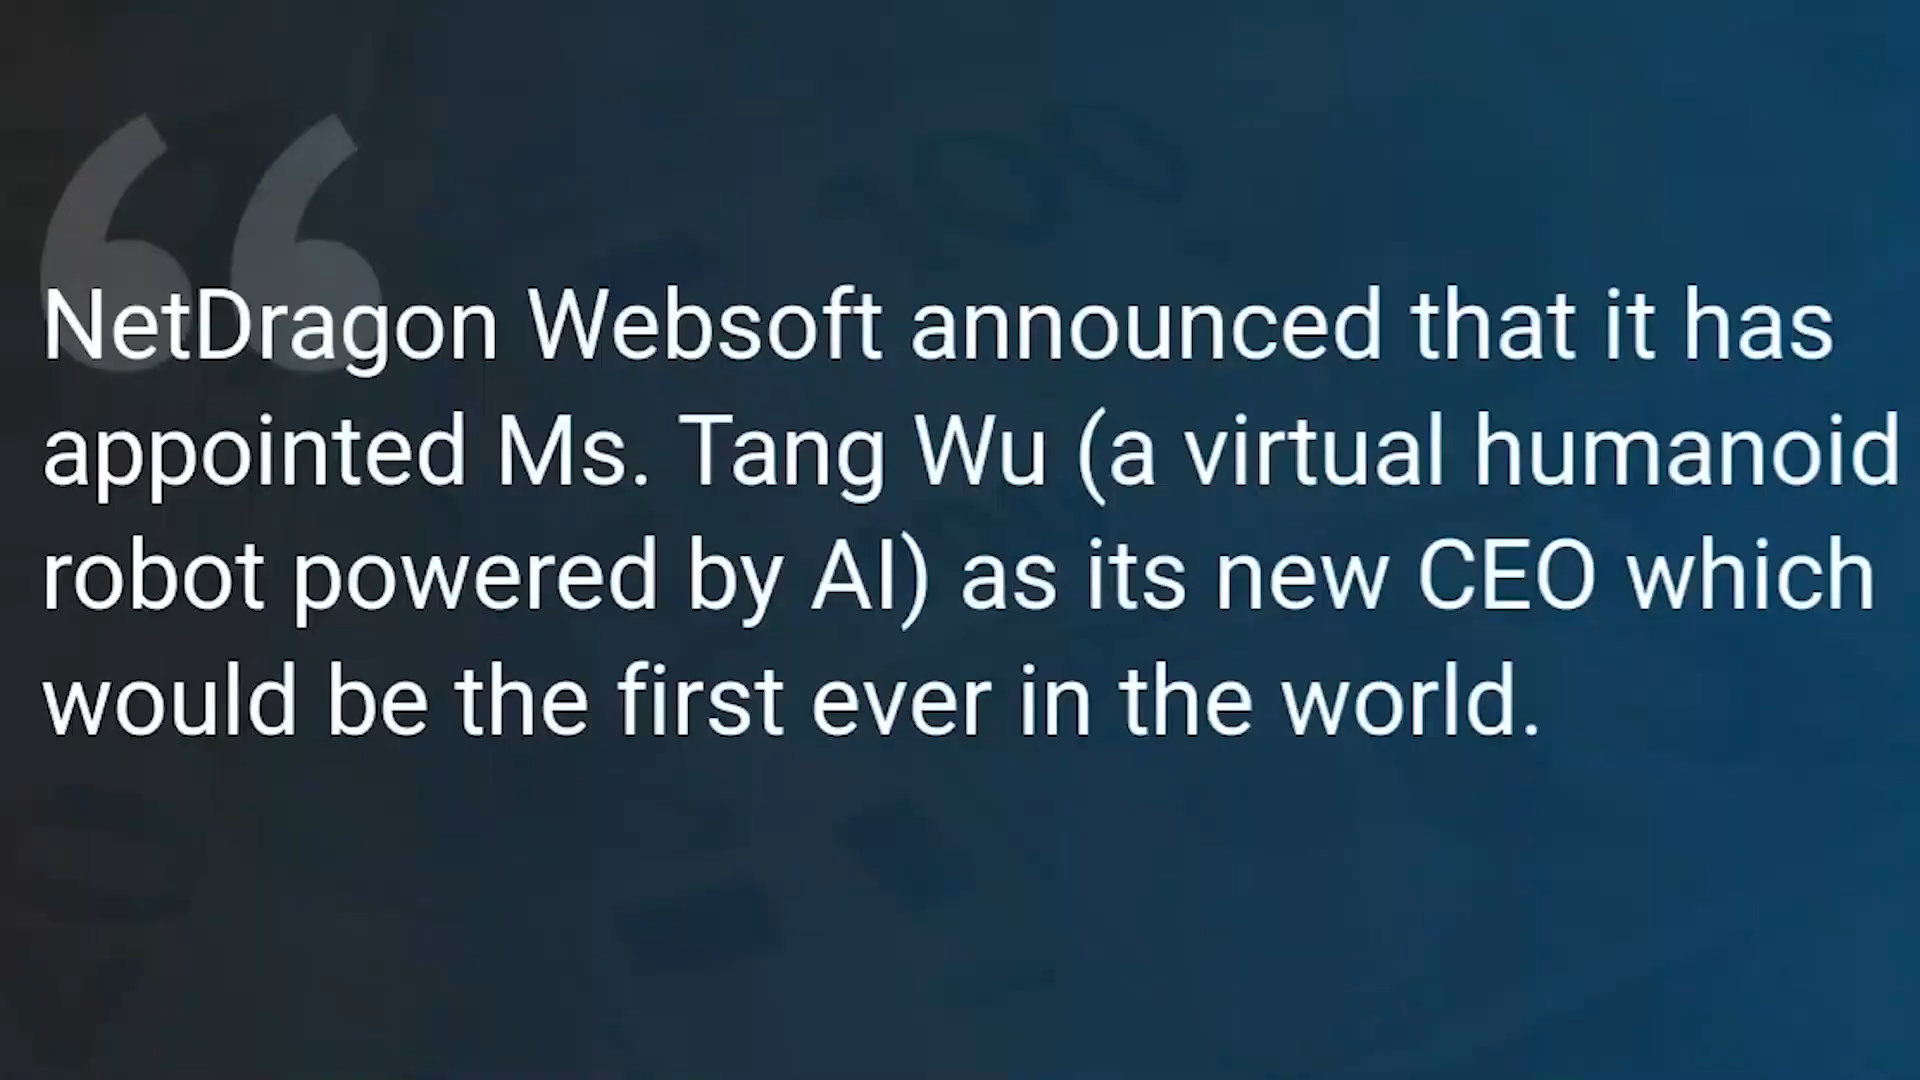 “
NetDragon Websoft announced that it has
appointed Ms. Tang Wu (a virtual humanoid
robot powered by AI) as its new CEO which
would be the first ever in the world.